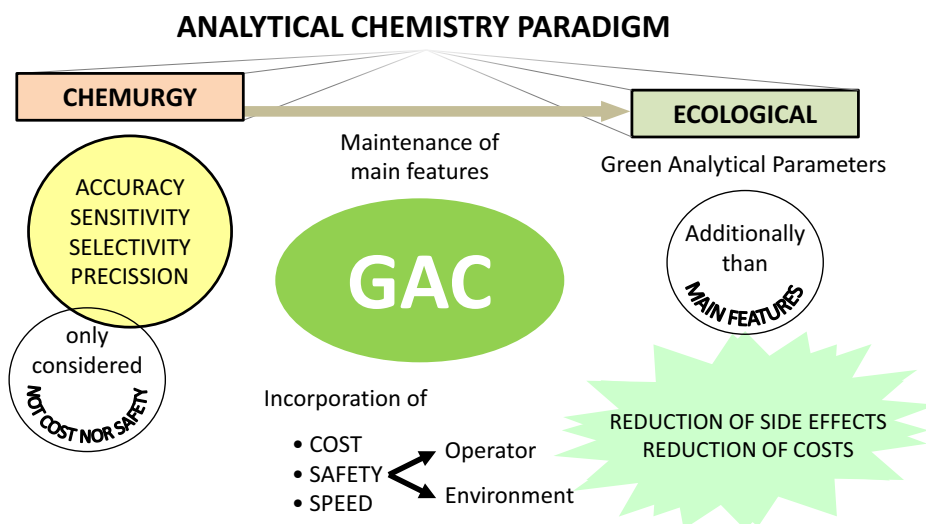 ANALYTICAL CHEMISTRY PARADIGM
CHEMURGY
ECOLOGICAL
Maintenance of
main features
Green Analytical Parameters
ACCURACY
SENSITIVITY
SELECTIVITY
PRECISSION
only
considered
NOT COST NOR SAFETY
GAC
Additionally
than
MAIN FEATURES
Incorporation of
• COST
• SAFETY
• SPEED
Operator
Environment
REDUCTION OF SIDE EFFECTS
REDUCTION OF COSTS